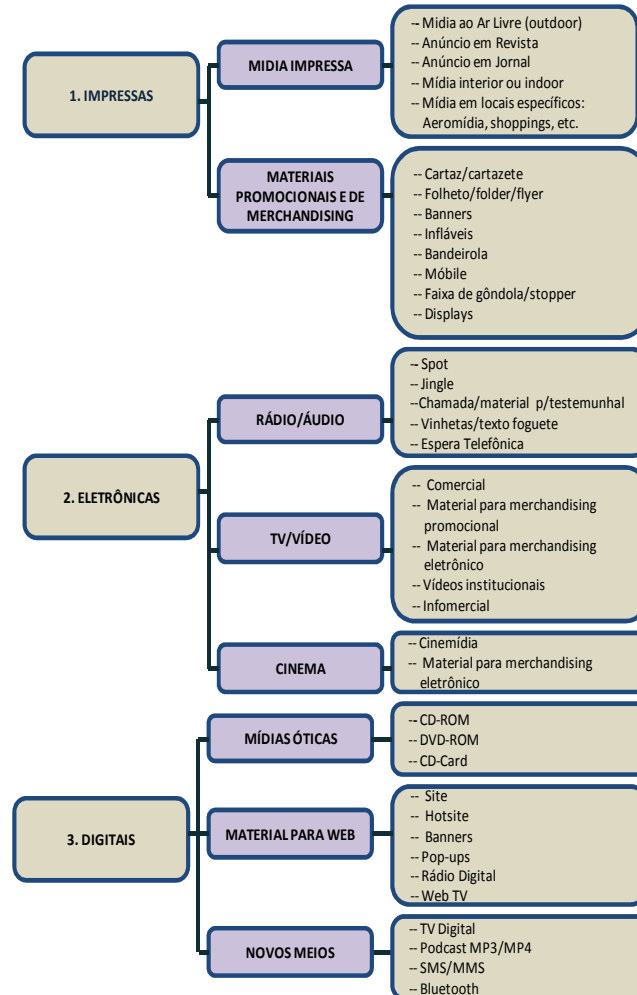 1. IMPRESSAS
MIDIA IMPRESSA
-- Midia ao Ar Livre (outdoor)
-- Anúncio em Revista
-- Anúncio em Jornal
-- Mídia interior ou indoor
-- Mídia em locais específicos:
Aeromídia, shoppings, etc.
MATERIAIS
PROMOCIONAIS E DE
MERCHANDISING
-- Cartaz/cartazete
-- Folheto/folder/flyer
-- Banners
-- Infláveis
-- Bandeirola
-- Móbile
-- Faixa de gôndola/stopper
-- Displays
2. ELETRÔNICAS
RÁDIO/ÁUDIO
-- Spot
-- Jingle
--Chamada/material p/testemunhal
-- Vinhetas/texto foguete
-- Espera Telefônica
TV/VÍDEO
-- Comercial
-- Material para merchandising
promocional
-- Material para merchandising
eletrônico
-- Vídeos institucionais
-- Infomercial
CINEMA
-- Cinemídia
-- Material para merchandising
eletrônico
3. DIGITAIS
MÍDIAS ÓTICAS
-- CD-ROM
-- DVD-ROM
-- CD-Card
MATERIAL PARA WEB
-- Site
-- Hotsite
-- Banners
-- Pop-ups
-- Rádio Digital
-- Web TV
NOVOS MEIOS
-- TV Digital
-- Podcast MP3/MP4
-- SMS/MMS
-- Bluetooth